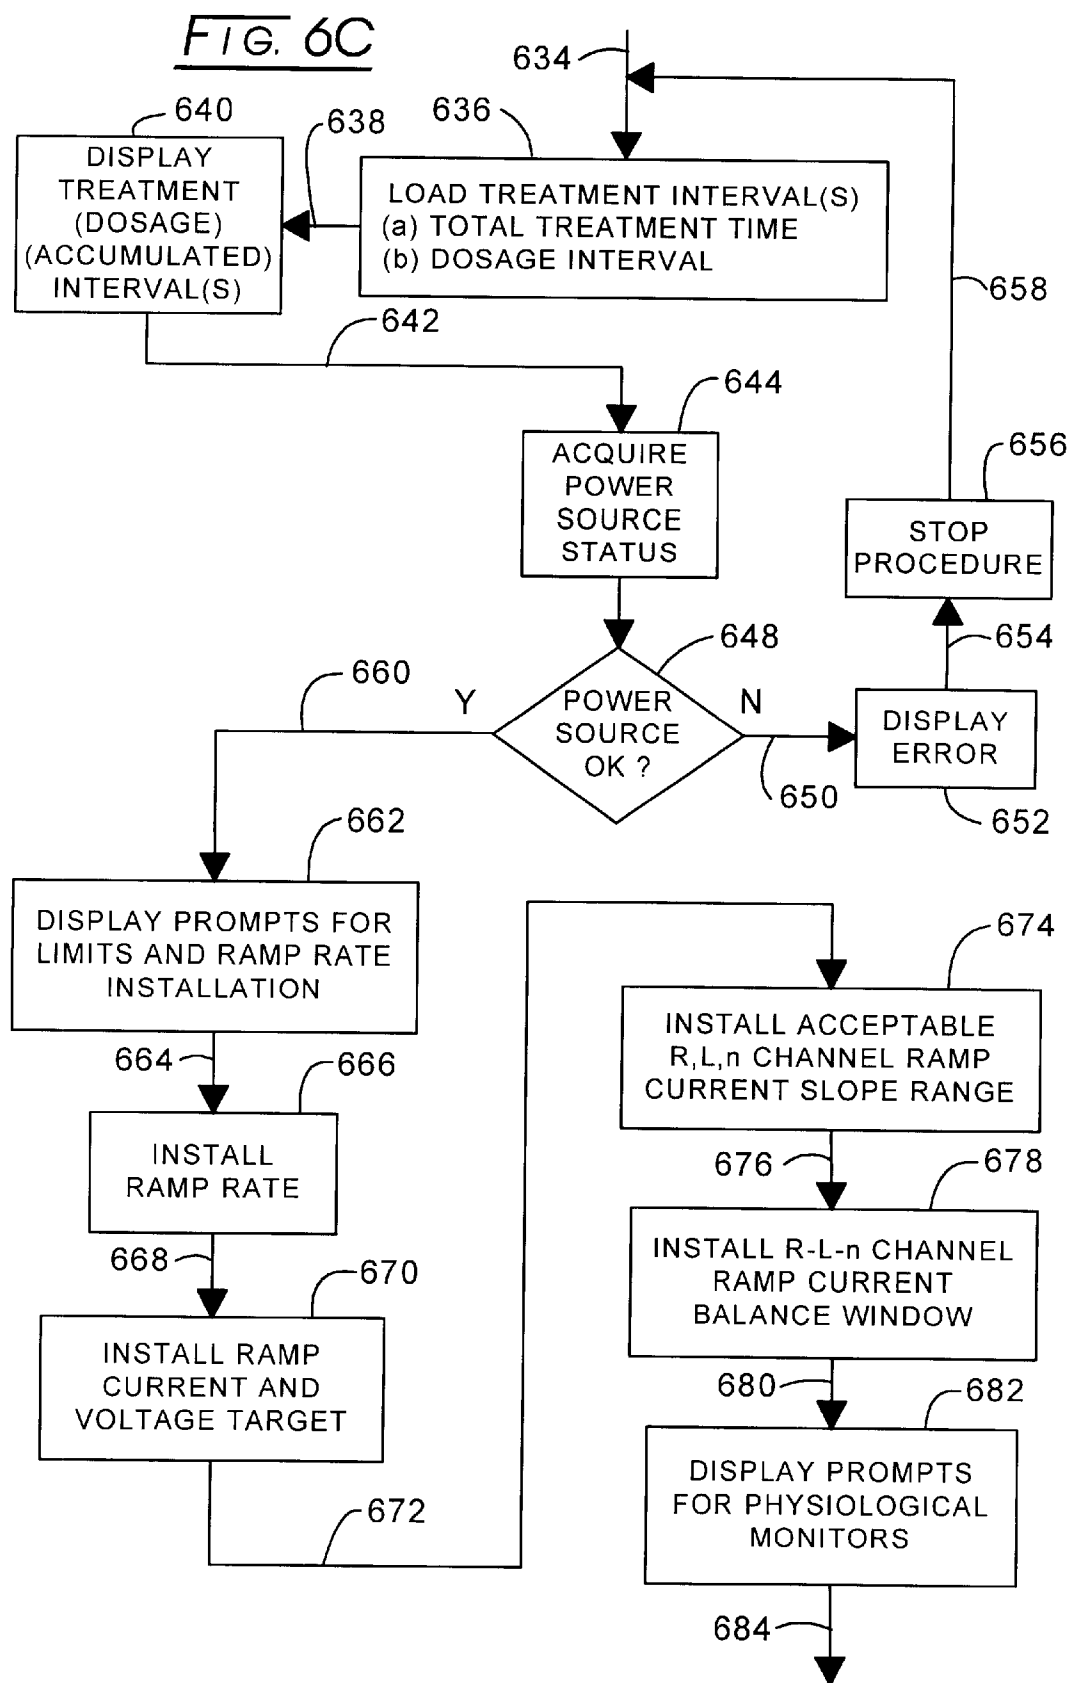 FIG. 6C
634
640
638
636
DISPLAY
TREATMENT
(DOSAGE)
(ACCUMULATED)
INTERVAL(S)
LOAD TREATMENT INTERVAL(S)
(a) TOTAL TREATMENT TIME
(b) DOSAGE INTERVAL
658
642
644
ACQUIRE
POWER
SOURCE
STATUS
656
STOP
PROCEDURE
654
648
660
Y
POWER
SOURCE
OK ?
N
650
DISPLAY
ERROR
652
662
DISPLAY PROMPTS FOR
LIMITS AND RAMP RATE
INSTALLATION
664
666
INSTALL
RAMP RATE
668
670
INSTALL RAMP
CURRENT AND
VOLTAGE TARGET
672
674
INSTALL ACCEPTABLE
R,L,n CHANNEL RAMP
CURRENT SLOPE RANGE
676
678
INSTALL R-L-n CHANNEL
RAMP CURRENT
BALANCE WINDOW
680
682
DISPLAY PROMPTS
FOR PHYSIOLOGICAL
MONITORS
684